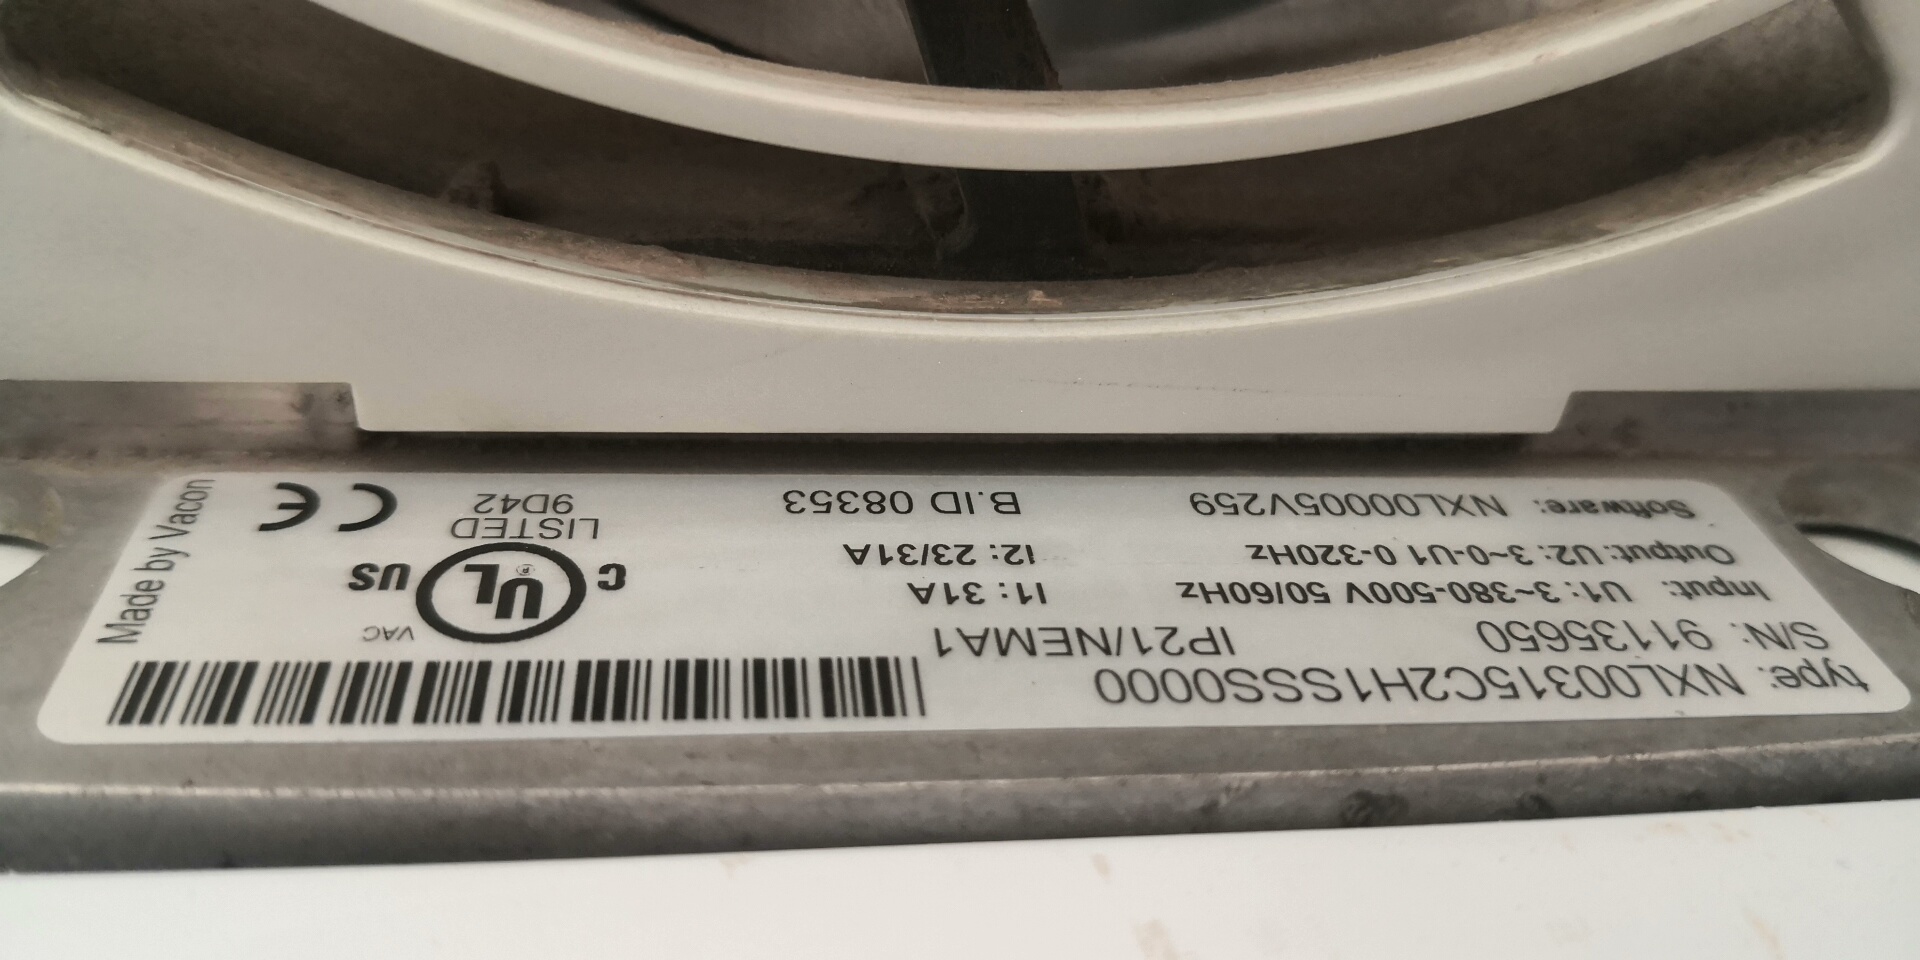 type: NXL00315C2H1SSS0000
S/N: 91135650 IP21/NEMA1
Input: U1: 3~380-500V 50/60Hz I1: 31A
Output: U2: 3~0-U1 0-320Hz I2: 23/31A
Software: NXL00005V259 B.ID 08353
VAC
C UL® US
LISTED
9D42
CE
Made by Vacon